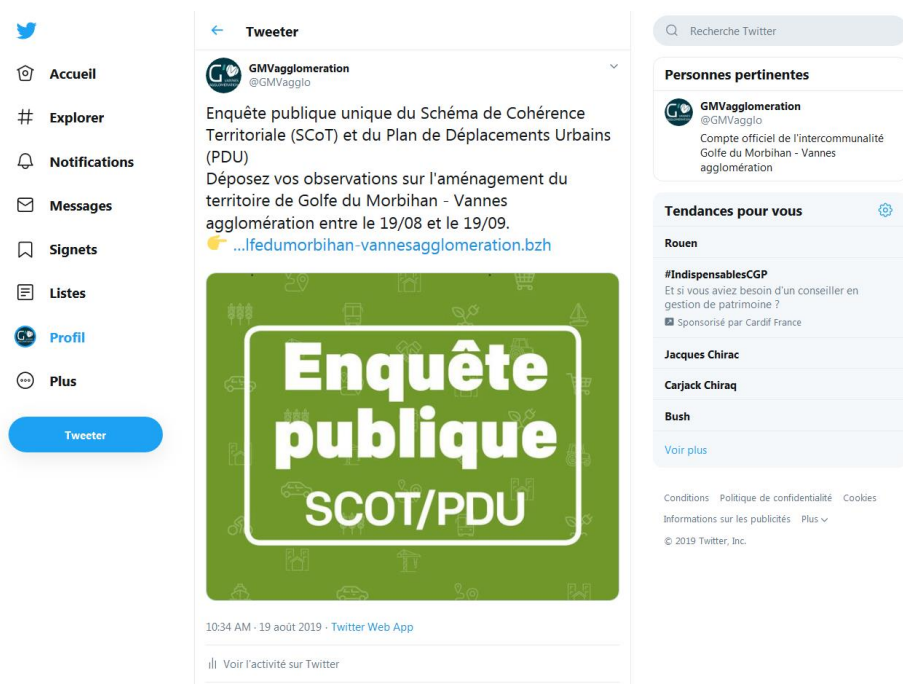 Accueil
Explorer
Notifications
Messages
Signets
Listes
Profil
Plus
Tweeter
Tweeter
GMVagglomeration
@GMVagglo
Enquête publique unique du Schéma de Cohérence
Territoriale (SCoT) et du Plan de Déplacements Urbains
(PDU)
Déposez vos observations sur l'aménagement du
territoire de Golfe du Morbihan - Vannes
agglomération entre le 19/08 et le 19/09.
...lfedumorbihan-vannesagglomeration.bzh
Enquête
publique
SCOT/PDU
10:34 AM · 19 août 2019 · Twitter Web App
Voir l'activité sur Twitter
Recherche Twitter
Personnes pertinentes
GMVagglomeration
@GMVagglo
Compte officiel de l'intercommunalité
Golfe du Morbihan - Vannes
agglomération
Tendances pour vous
Rouen
#IndispensablesCGP
Et si vous aviez besoin d'un conseiller en
gestion de patrimoine ?
Sponsorisé par Cardif France
Jacques Chirac
Carjack Chiraq
Bush
Voir plus
Conditions Politique de confidentialité Cookies
Informations sur les publicités Plus
© 2019 Twitter, Inc.